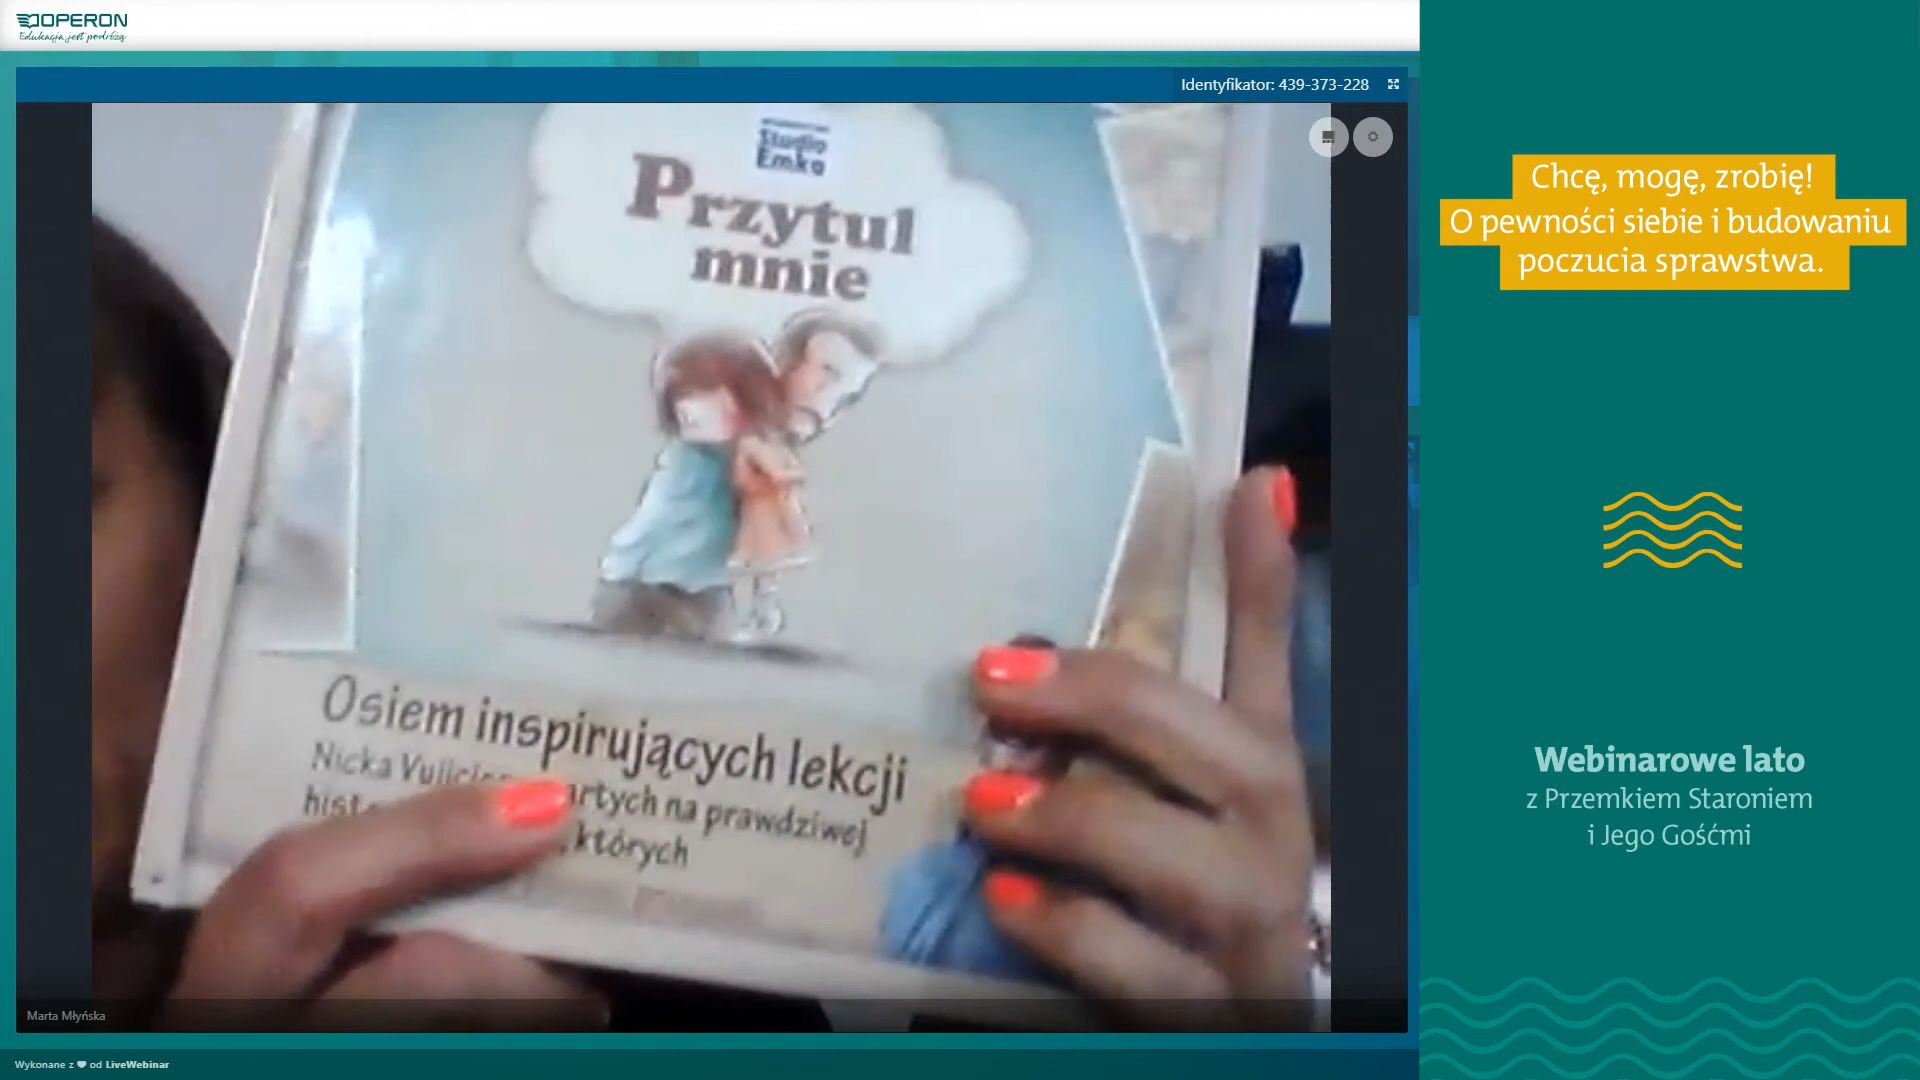 OPERON
Edukacja jest podróżą
Identyfikator: 439-373-228
Studio
Emka
Przytul
mnie
Osiem inspirujących lekcji
Nicka
na prawdziwej
których
Marta Młyńska
Wykonane z ❤ od LiveWebinar
Chcę, mogę, zrobię!
O pewności siebie i budowaniu
poczucia sprawstwa.
Webinarowe lato
z Przemkiem Staroniem
i Jego Gośćmi